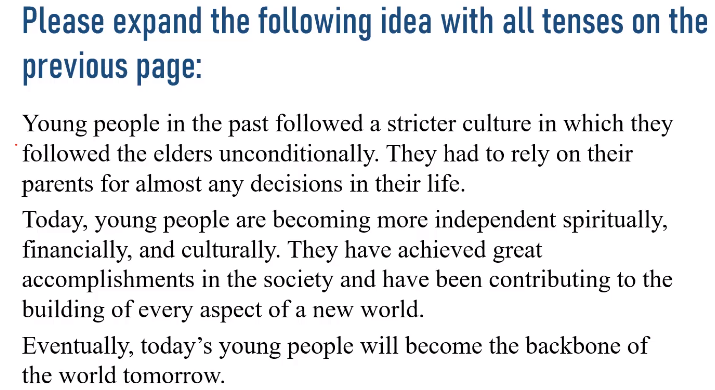 Please expand the following idea with all tenses on the
previous page:
Young people in the past followed a stricter culture in which they
followed the elders unconditionally. They had to rely on their
parents for almost any decisions in their life.
Today, young people are becoming more independent spiritually,
financially, and culturally. They have achieved great
accomplishments in the society and have been contributing to the
building of every aspect of a new world.
Eventually, today’s young people will become the backbone of
the world tomorrow.